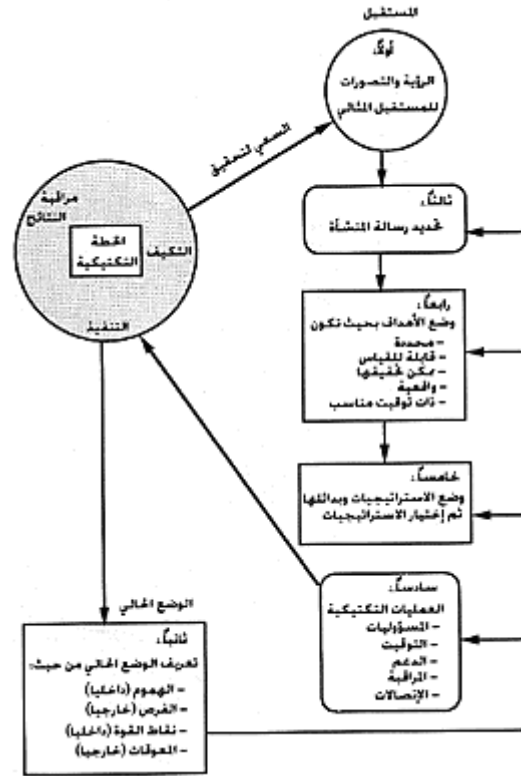 المستقبل
أولاً:
الرؤية والتصورات
للمستقبل المثالي
السعي لتحقيق
مراقبة
النتائج
الخطة
التكتيكية
التكيف
التنفيذ
ثالثاً:
تحديد رسالة المنشأة
رابعاً:
وضع الأهداف بحيث تكون
– محددة
– قابلة للقياس
– يمكن تحقيقها
– واقعية
– ذات توقيت مناسب
خامساً:
وضع الاستراتيجيات وبدائلها
ثم إختيار الاستراتيجيات
سادساً:
العمليات التكتيكية
– المسؤوليات
– التوقيت
– الدعم
– المراقبة
– الإتصالات
الوضع الحالي
ثانياً:
تعريف الوضع الحالي من حيث:
– الهموم (داخليا)
– الفرص (خارجيا)
– نقاط القوة (داخليا)
– المعوقات (خارجيا)